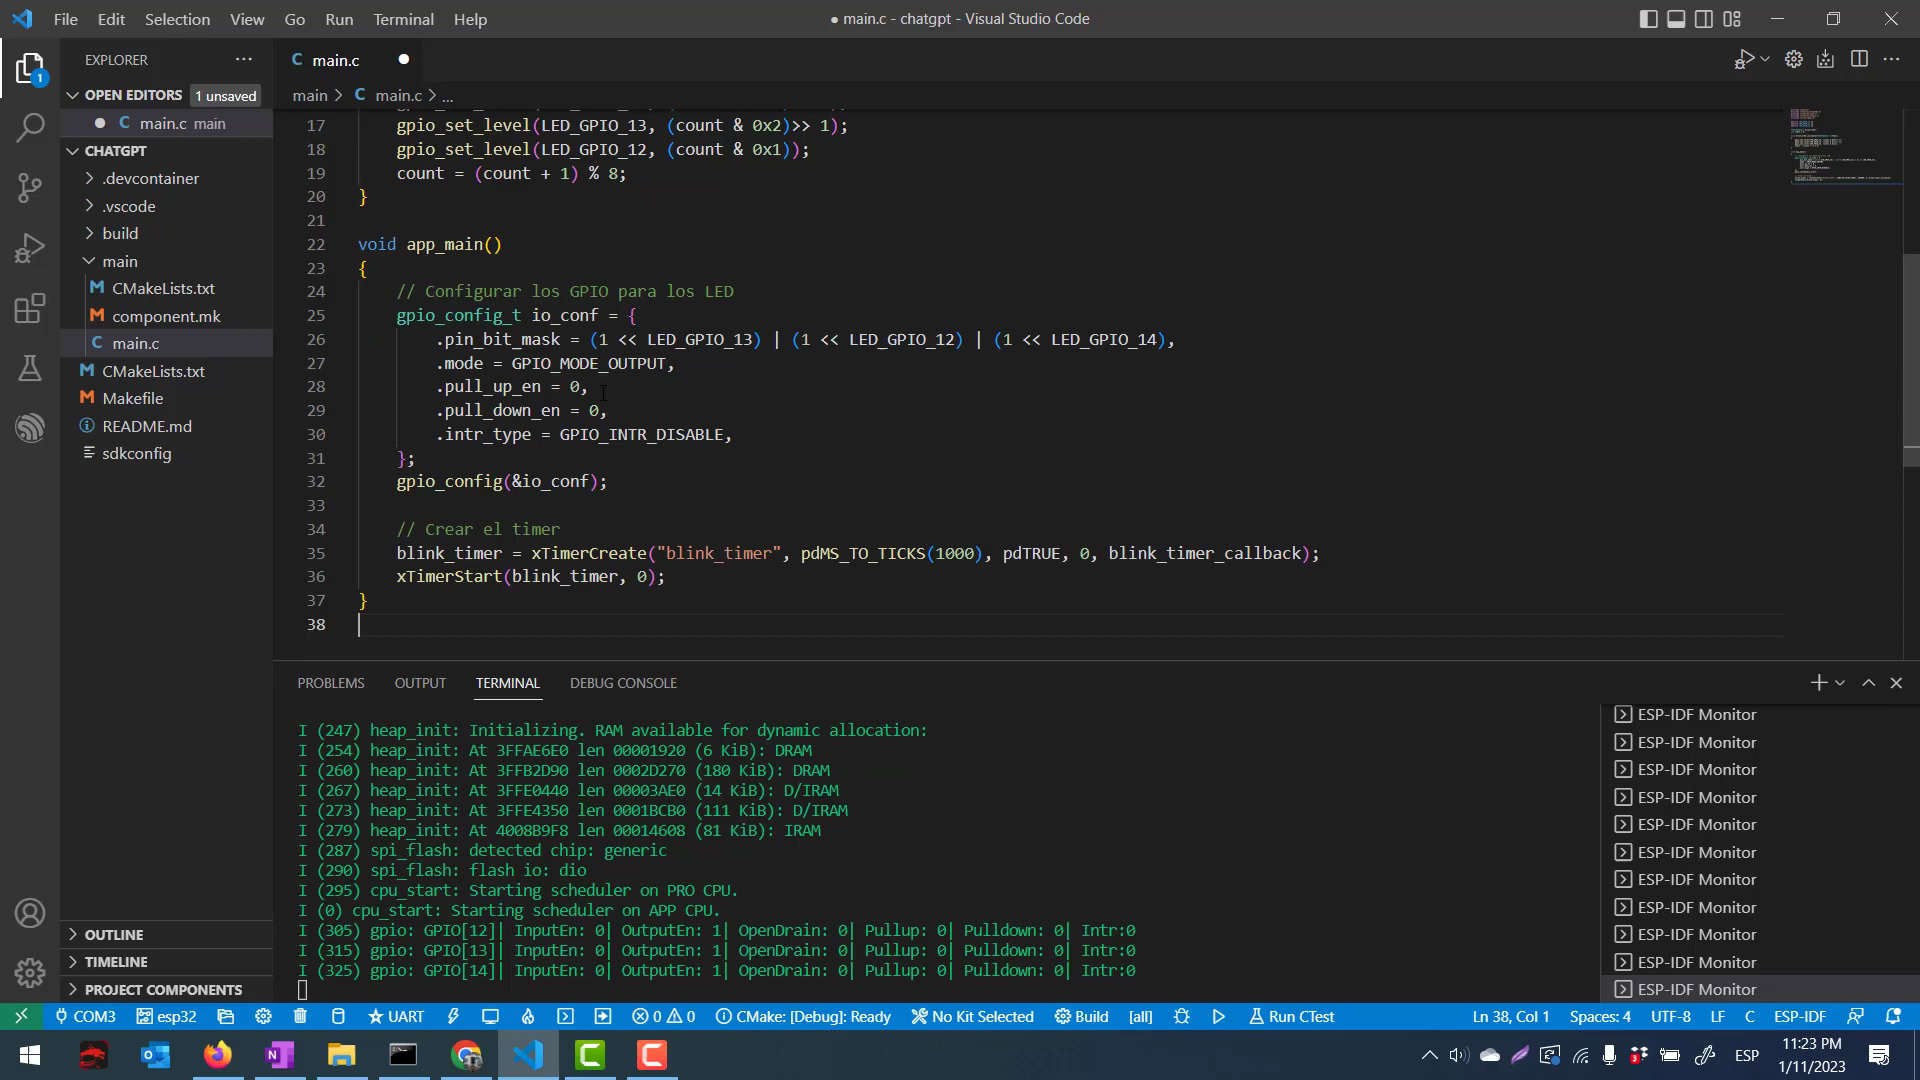 File Edit Selection View Go Run Terminal Help
● main.c - chatgpt - Visual Studio Code
EXPLORER
OPEN EDITORS 1 unsaved
main.c main
CHATGPT
.devcontainer
.vscode
build
main
CMakeLists.txt
component.mk
main.c
CMakeLists.txt
Makefile
README.md
sdkconfig
OUTLINE
TIMELINE
PROJECT COMPONENTS
C main.c
main > C main.c > ...
17 gpio_set_level(LED_GPIO_13, (count & 0x2)>> 1);
18 gpio_set_level(LED_GPIO_12, (count & 0x1));
19 count = (count + 1) % 8;
20 }
21
22 void app_main()
23 {
24 // Configurar los GPIO para los LED
25 gpio_config_t io_conf = {
26 .pin_bit_mask = (1 << LED_GPIO_13) | (1 << LED_GPIO_12) | (1 << LED_GPIO_14),
27 .mode = GPIO_MODE_OUTPUT,
28 .pull_up_en = 0,
29 .pull_down_en = 0,
30 .intr_type = GPIO_INTR_DISABLE,
31 };
32 gpio_config(&io_conf);
33
34 // Crear el timer
35 blink_timer = xTimerCreate("blink_timer", pdMS_TO_TICKS(1000), pdTRUE, 0, blink_timer_callback);
36 xTimerStart(blink_timer, 0);
37 }
38
PROBLEMS OUTPUT TERMINAL DEBUG CONSOLE
I (247) heap_init: Initializing. RAM available for dynamic allocation:
I (254) heap_init: At 3FFAE6E0 len 00001920 (6 KiB): DRAM
I (260) heap_init: At 3FFB2D90 len 0002D270 (180 KiB): DRAM
I (267) heap_init: At 3FFE0440 len 00003AE0 (14 KiB): D/IRAM
I (273) heap_init: At 3FFE4350 len 0001BCB0 (111 KiB): D/IRAM
I (279) heap_init: At 4008B9F8 len 00014608 (81 KiB): IRAM
I (287) spi_flash: detected chip: generic
I (290) spi_flash: flash io: dio
I (295) cpu_start: Starting scheduler on PRO CPU.
I (0) cpu_start: Starting scheduler on APP CPU.
I (305) gpio: GPIO[12]| InputEn: 0| OutputEn: 1| OpenDrain: 0| Pullup: 0| Pulldown: 0| Intr:0
I (315) gpio: GPIO[13]| InputEn: 0| OutputEn: 1| OpenDrain: 0| Pullup: 0| Pulldown: 0| Intr:0
I (325) gpio: GPIO[14]| InputEn: 0| OutputEn: 1| OpenDrain: 0| Pullup: 0| Pulldown: 0| Intr:0
ESP-IDF Monitor
ESP-IDF Monitor
ESP-IDF Monitor
ESP-IDF Monitor
ESP-IDF Monitor
ESP-IDF Monitor
ESP-IDF Monitor
ESP-IDF Monitor
ESP-IDF Monitor
ESP-IDF Monitor
ESP-IDF Monitor
COM3 esp32 UART 0 0 CMake: [Debug]: Ready No Kit Selected Build [all] Run CTest Ln 38, Col 1 Spaces: 4 UTF-8 LF C ESP-IDF
ESP
11:23 PM
1/11/2023